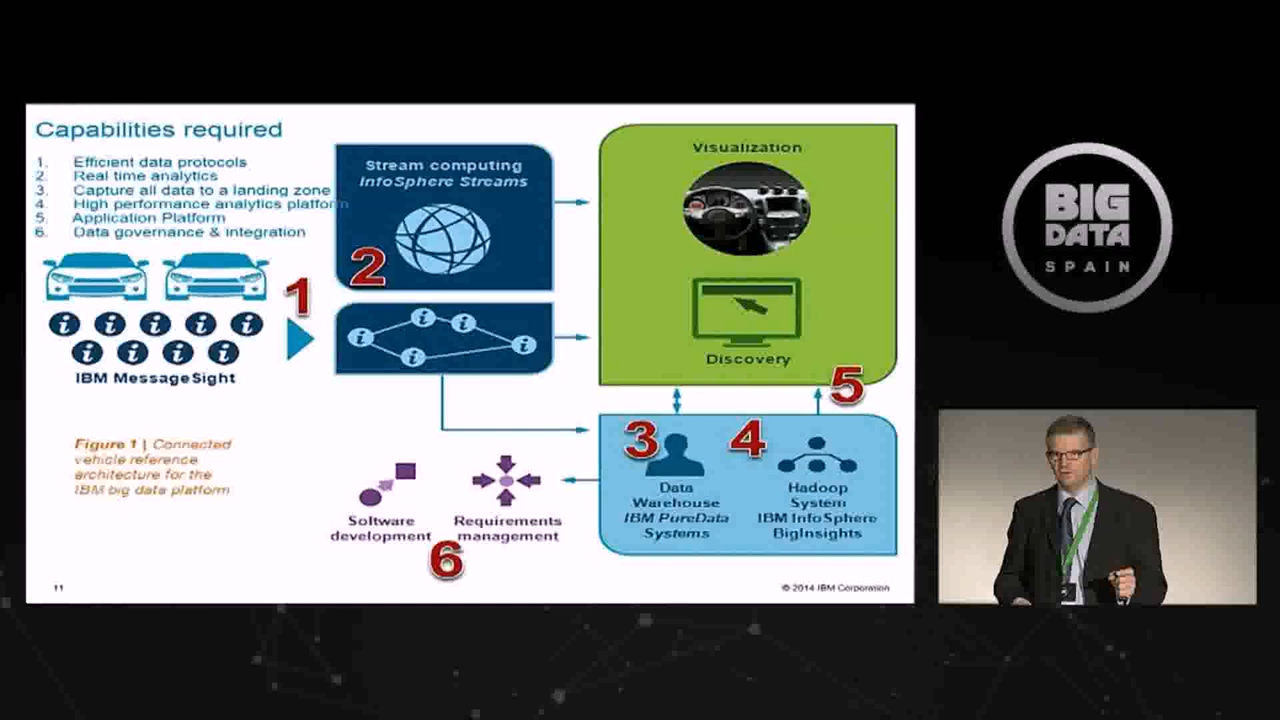 Capabilities required
1. Efficient data protocols
2. Real time analytics
3. Capture all data to a landing zone
4. High performance analytics platform
5. Application Platform
6. Data governance & integration
1
IBM MessageSight
Figure 1 | Connected
vehicle reference
architecture for the
IBM big data platform
Stream computing
InfoSphere Streams
2
Visualization
Discovery
5
3
Data
Warehouse
IBM PureData
Systems
4
Hadoop
System
IBM InfoSphere
BigInsights
Software
development
Requirements
management
6
11
© 2014 IBM Corporation
BIG
DATA
SPAIN